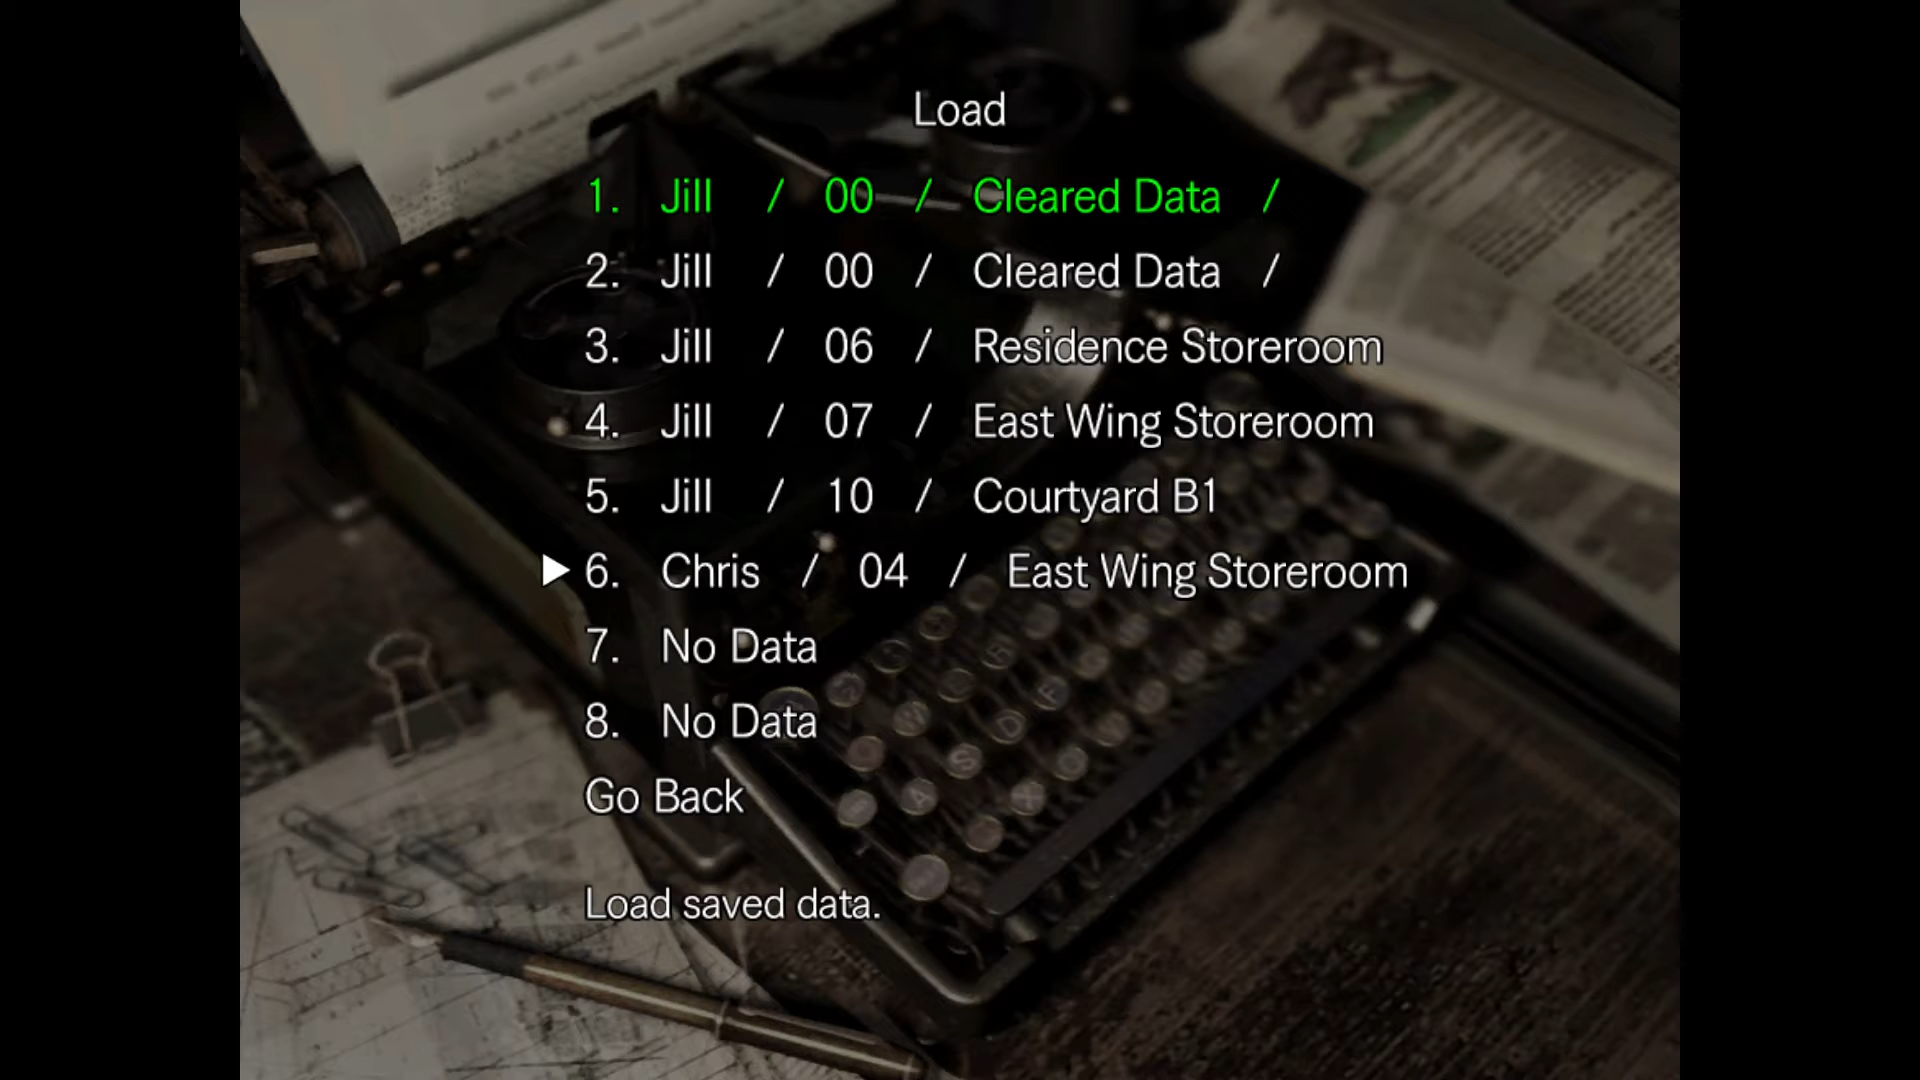 Load
1. Jill / 00 / Cleared Data /
2. Jill / 00 / Cleared Data /
3. Jill / 06 / Residence Storeroom
4. Jill / 07 / East Wing Storeroom
5. Jill / 10 / Courtyard B1
6. Chris / 04 / East Wing Storeroom
7. No Data
8. No Data
Go Back
Load saved data.